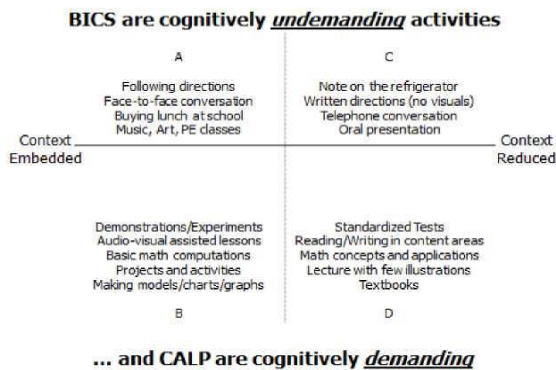 BICS are cognitively undemanding activities
A
Following directions
Face-to-face conversation
Buying lunch at school
Music, Art, PE classes
C
Note on the refrigerator
Written directions (no visuals)
Telephone conversation
Oral presentation
Context
Embedded
Context
Reduced
Demonstrations/Experiments
Audio-visual assisted lessons
Basic math computations
Projects and activities
Making models/charts/graphs
B
Standardized Tests
Reading/Writing in content areas
Math concepts and applications
Lecture with few illustrations
Textbooks
D
... and CALP are cognitively demanding